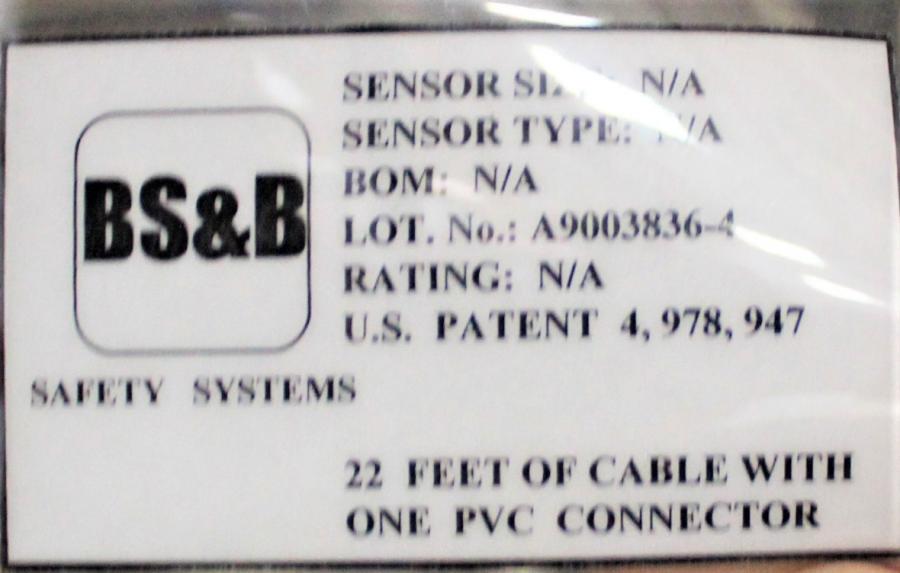 BS&B
SAFETY SYSTEMS
SENSOR SIZE: N/A
SENSOR TYPE: N/A
BOM: N/A
LOT. No.: A9003836-4
RATING: N/A
U.S. PATENT 4, 978, 947
22 FEET OF CABLE WITH
ONE PVC CONNECTOR